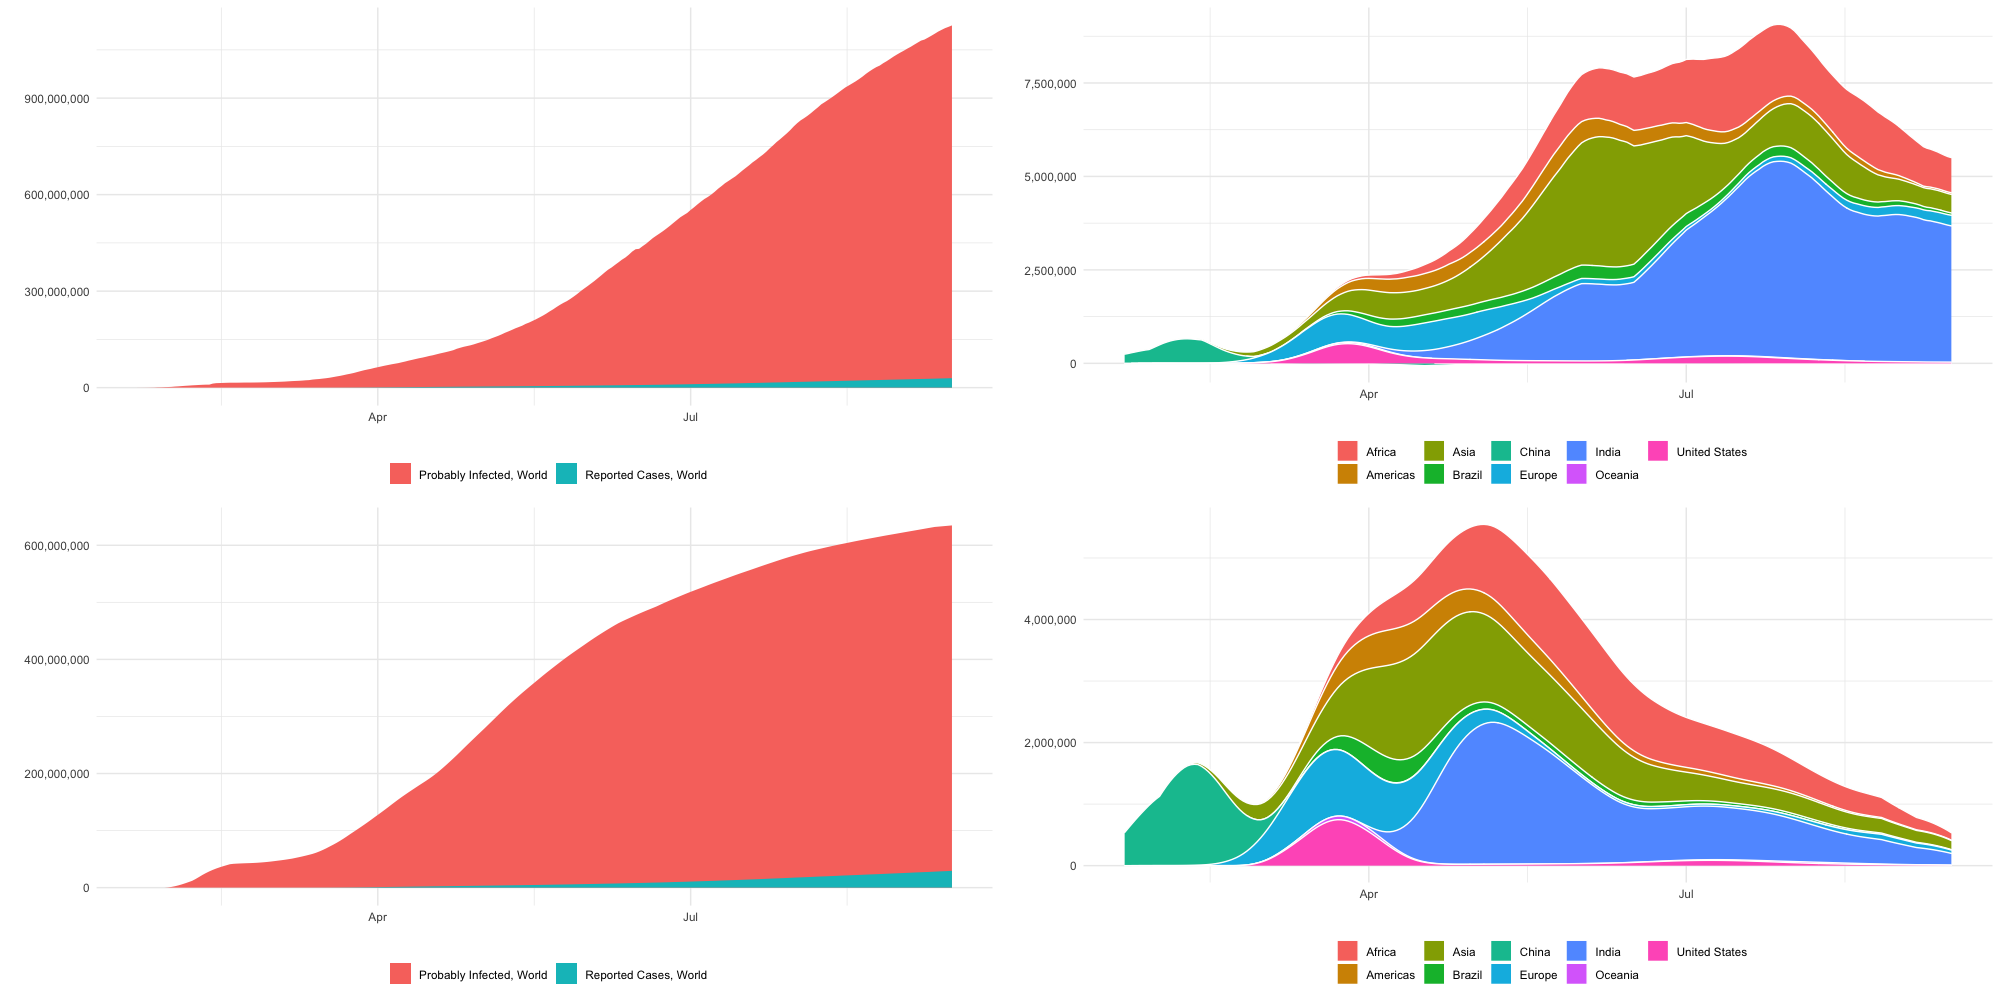 900,000,000
600,000,000
300,000,000
0
Apr
Jul
Probably Infected, World
Reported Cases, World
7,500,000
5,000,000
2,500,000
0
Apr
Jul
Africa Asia China India United States
Americas Brazil Europe Oceania
600,000,000
400,000,000
200,000,000
0
Apr
Jul
Probably Infected, World
Reported Cases, World
4,000,000
2,000,000
0
Apr
Jul
Africa Asia China India United States
Americas Brazil Europe Oceania